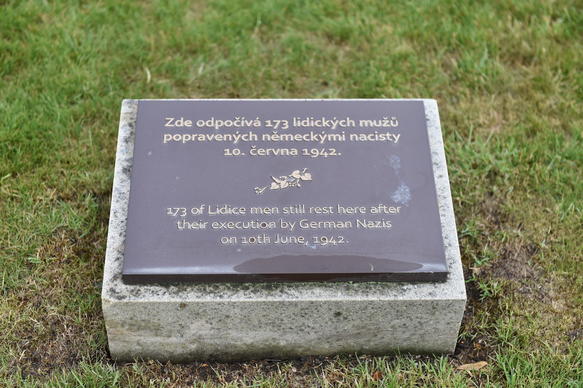 Zde odpočívá 173 lidických mužů
popravených německými nacisty
10. června 1942.
173 of Lidice men still rest here after
their execution by German Nazis
on 10th June, 1942.